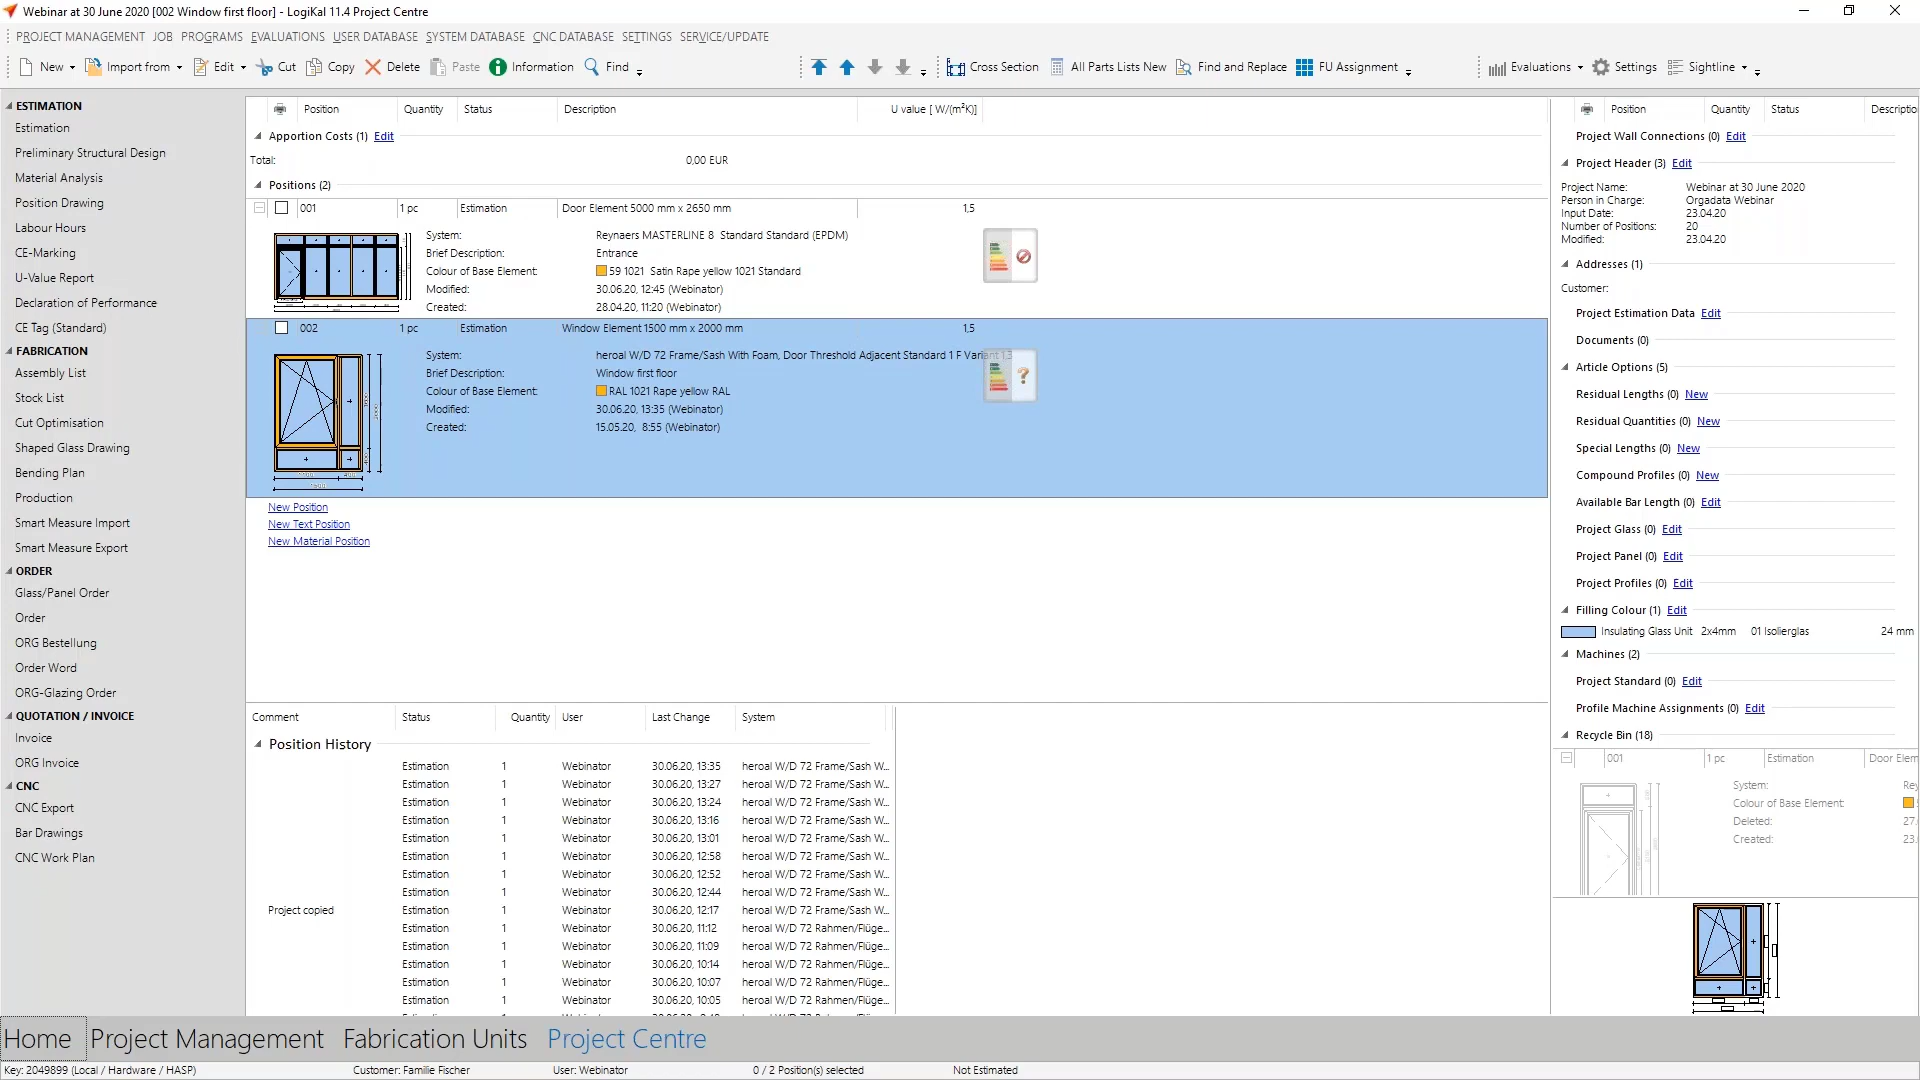 Webinar at 30 June 2020 [002 Window first floor] - LogiKal 11.4 Project Centre
PROJECT MANAGEMENT JOB PROGRAMS EVALUATIONS USER DATABASE SYSTEM DATABASE CNC DATABASE SETTINGS SERVICE/UPDATE
New Import from Edit Cut Copy Delete Paste Information Find Cross Section All Parts Lists New Find and Replace FU Assignment Evaluations Settings Sightline
ESTIMATION
Estimation
Preliminary Structural Design
Material Analysis
Position Drawing
Labour Hours
CE-Marking
U-Value Report
Declaration of Performance
CE Tag (Standard)
FABRICATION
Assembly List
Stock List
Cut Optimisation
Shaped Glass Drawing
Bending Plan
Production
Smart Measure Import
Smart Measure Export
ORDER
Glass/Panel Order
Order
ORG Bestellung
Order Word
ORG-Glazing Order
QUOTATION / INVOICE
Invoice
ORG Invoice
CNC
CNC Export
Bar Drawings
CNC Work Plan
Position Quantity Status Description U value [ W/(m²K)]
Apportion Costs (1) Edit
Total: 0,00 EUR
Positions (2)
001 1 pc Estimation Door Element 5000 mm x 2650 mm 1,5
System: Reynaers MASTERLINE 8 Standard Standard (EPDM)
Brief Description: Entrance
Colour of Base Element: 59 1021 Satin Rape yellow 1021 Standard
Modified: 30.06.20, 12:45 (Webinator)
Created: 28.04.20, 11:20 (Webinator)
002 1 pc Estimation Window Element 1500 mm x 2000 mm 1,5
System: heroal W/D 72 Frame/Sash With Foam, Door Threshold Adjacent Standard 1 F Variant 1.3
Brief Description: Window first floor
Colour of Base Element: RAL 1021 Rape yellow RAL
Modified: 30.06.20, 13:35 (Webinator)
Created: 15.05.20, 8:55 (Webinator)
New Position
New Text Position
New Material Position
Comment Status Quantity User Last Change System
Position History
Estimation 1 Webinator 30.06.20, 13:35 heroal W/D 72 Frame/Sash W...
Estimation 1 Webinator 30.06.20, 13:27 heroal W/D 72 Frame/Sash W...
Estimation 1 Webinator 30.06.20, 13:24 heroal W/D 72 Frame/Sash W...
Estimation 1 Webinator 30.06.20, 13:16 heroal W/D 72 Frame/Sash W...
Estimation 1 Webinator 30.06.20, 13:01 heroal W/D 72 Frame/Sash W...
Estimation 1 Webinator 30.06.20, 12:58 heroal W/D 72 Frame/Sash W...
Estimation 1 Webinator 30.06.20, 12:52 heroal W/D 72 Frame/Sash W...
Estimation 1 Webinator 30.06.20, 12:44 heroal W/D 72 Frame/Sash W...
Project copied Estimation 1 Webinator 30.06.20, 12:17 heroal W/D 72 Frame/Sash W...
Estimation 1 Webinator 30.06.20, 11:12 heroal W/D 72 Rahmen/Flüge...
Estimation 1 Webinator 30.06.20, 11:09 heroal W/D 72 Rahmen/Flüge...
Estimation 1 Webinator 30.06.20, 10:14 heroal W/D 72 Rahmen/Flüge...
Estimation 1 Webinator 30.06.20, 10:07 heroal W/D 72 Rahmen/Flüge...
Estimation 1 Webinator 30.06.20, 10:05 heroal W/D 72 Rahmen/Flüge...
Position Quantity Status Descriptio
Project Wall Connections (0) Edit
Project Header (3) Edit
Project Name: Webinar at 30 June 2020
Person in Charge: Orgadata Webinar
Input Date: 23.04.20
Number of Positions: 20
Modified: 23.04.20
Addresses (1)
Customer:
Project Estimation Data Edit
Documents (0)
Article Options (5)
Residual Lengths (0) New
Residual Quantities (0) New
Special Lengths (0) New
Compound Profiles (0) New
Available Bar Length (0) Edit
Project Glass (0) Edit
Project Panel (0) Edit
Project Profiles (0) Edit
Filling Colour (1) Edit
Insulating Glass Unit 2x4mm 01 Isolierglas 24 mm
Machines (2)
Project Standard (0) Edit
Profile Machine Assignments (0) Edit
Recycle Bin (18)
001 1 pc Estimation Door Elem
System: Rey
Colour of Base Element:
Deleted: 27.
Created: 23.
Home Project Management Fabrication Units Project Centre
Key: 2049899 (Local / Hardware / HASP) Customer: Familie Fischer User: Webinator 0 / 2 Position(s) selected Not Estimated